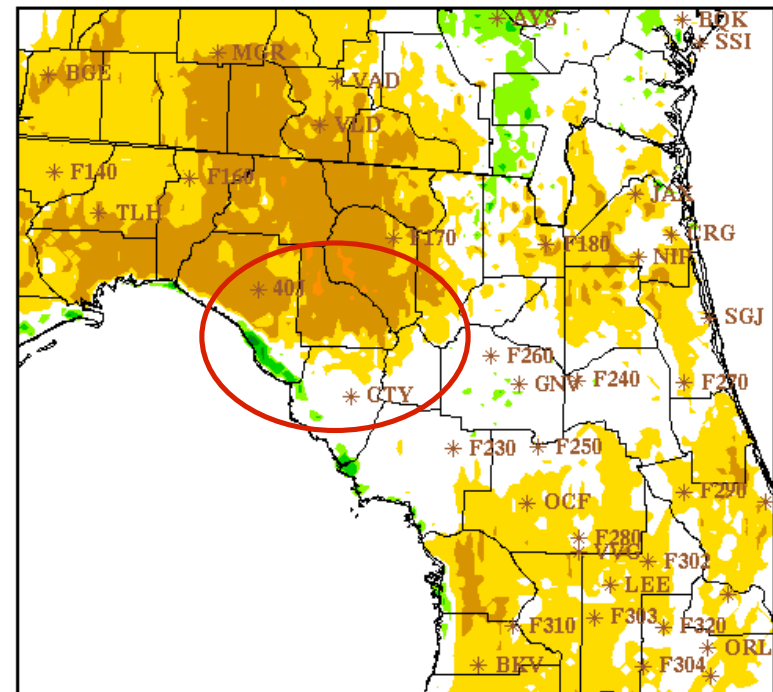 AYS
BQK
SSI
MGR
BGE
VAD
VLD
F140
F160
JAX
TLH
F170
CRG
F180
NIP
40J
SGJ
F260
GNV
F240
F270
CTY
F230
F250
F290
OCF
F280
VVG
F302
LEE
F303
F310
F320
ORL
BKV
F304